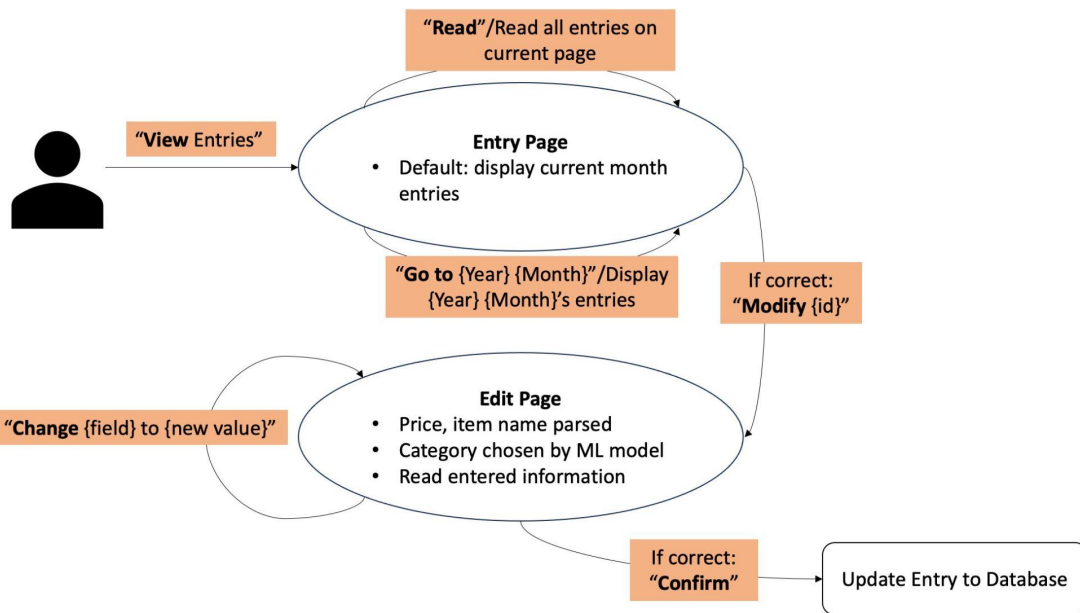 “Read”/Read all entries on
current page
“View Entries”
Entry Page
• Default: display current month
entries
“Go to {Year} {Month}”/Display
{Year} {Month}’s entries
If correct:
“Modify {id}”
Edit Page
• Price, item name parsed
• Category chosen by ML model
• Read entered information
“Change {field} to {new value}”
If correct:
“Confirm”
Update Entry to Database